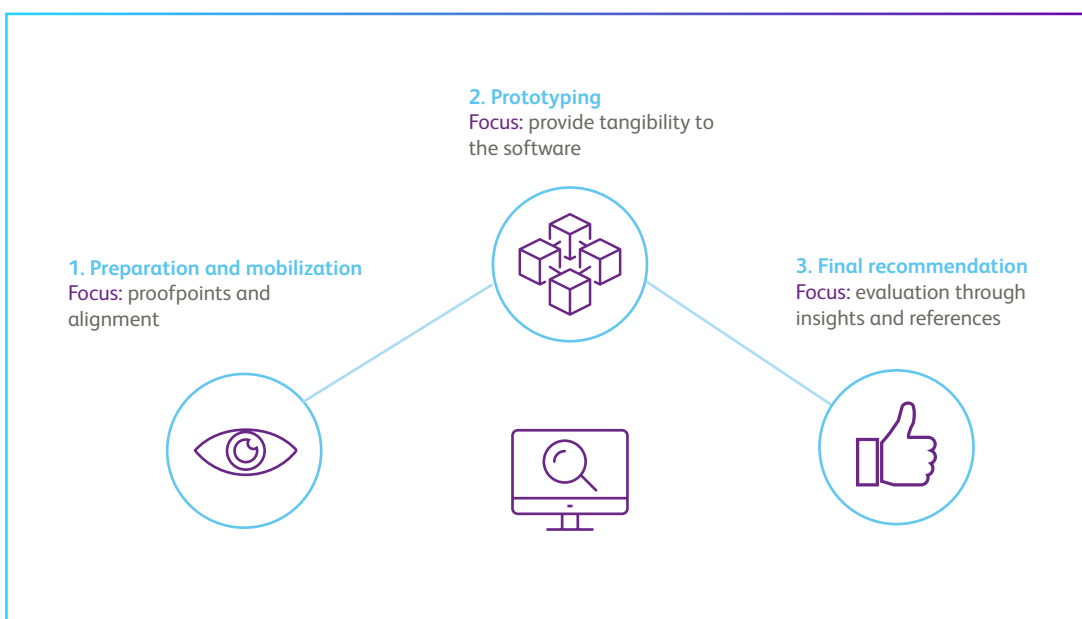 1. Preparation and mobilization
Focus: proofpoints and
alignment
2. Prototyping
Focus: provide tangibility to
the software
3. Final recommendation
Focus: evaluation through
insights and references